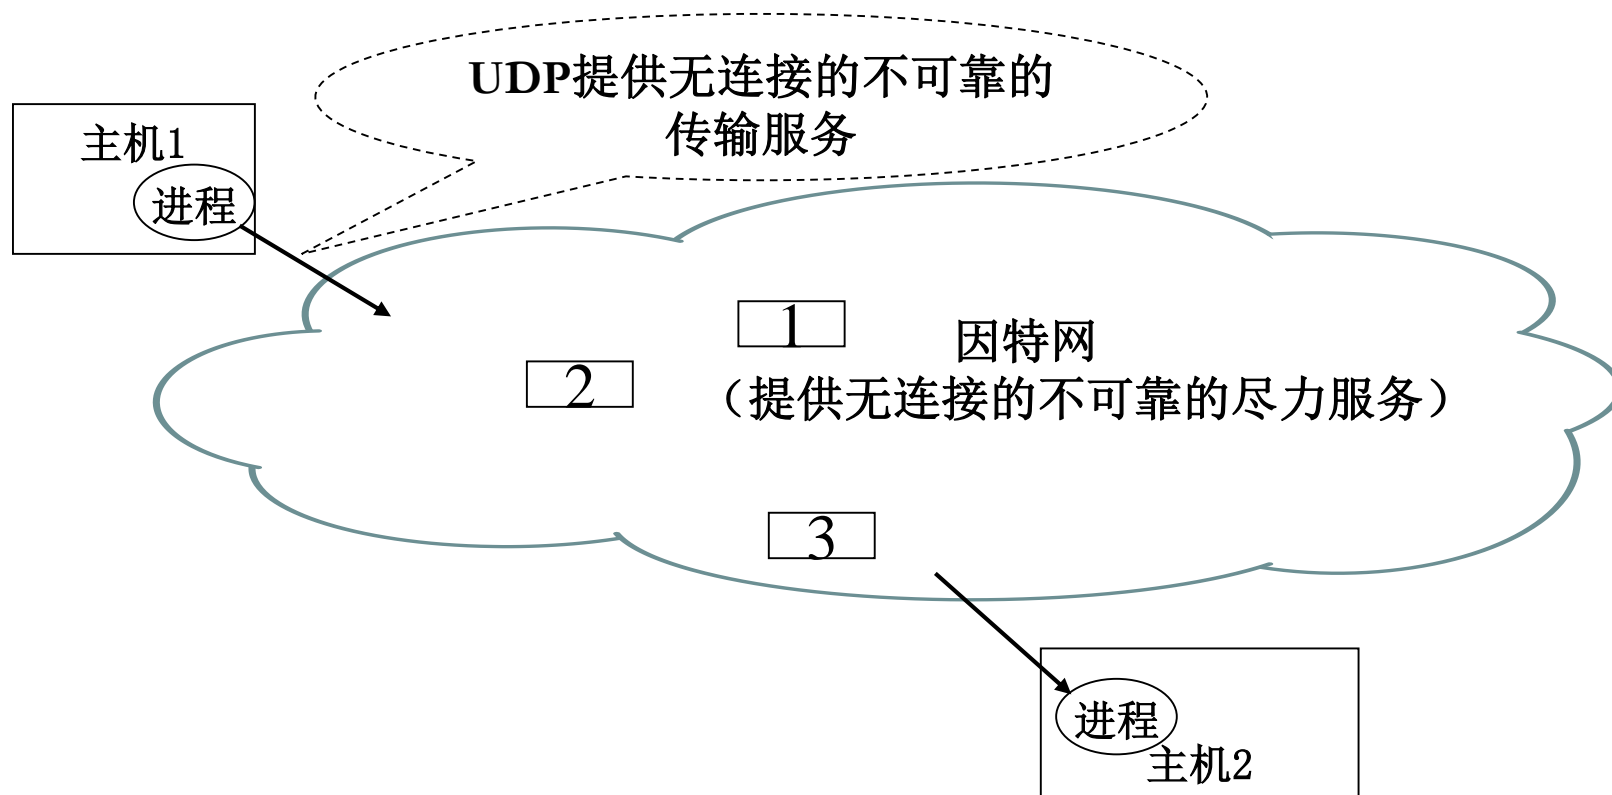 UDP提供无连接的不可靠的
传输服务
主机1
进程
1
因特网
2
（提供无连接的不可靠的尽力服务）
3
进程
主机2